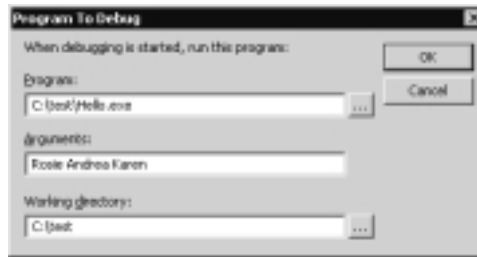 Program To Debug
When debugging is started, run this program:
OK
Program:
C:\test\Hello.exe
...
Cancel
Arguments:
Rosie Andrea Karen
Working directory:
C:\test
...